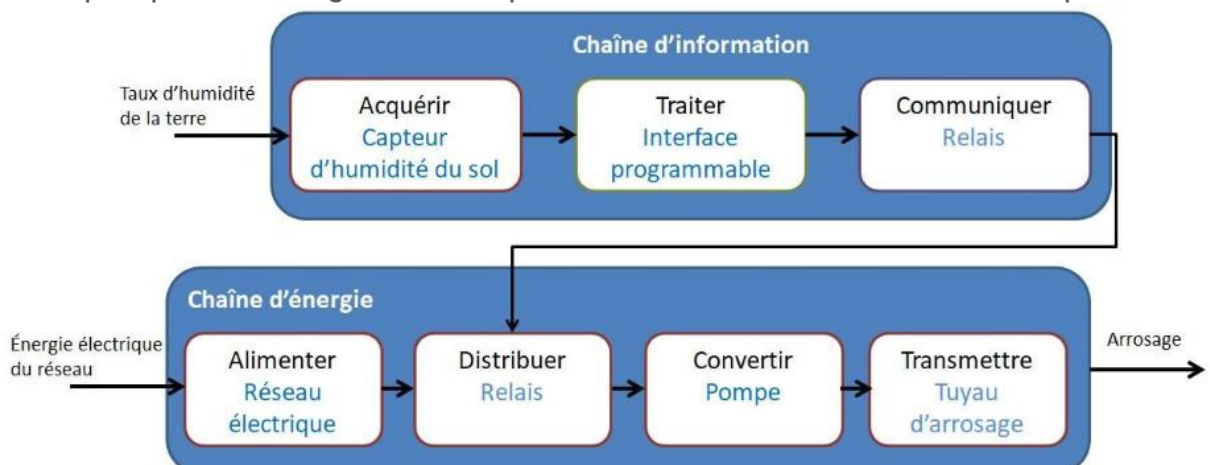 Chaîne d'information
Taux d'humidité
de la terre
Acquérir
Capteur
d'humidité du sol
Traiter
Interface
programmable
Communiquer
Relais
Chaîne d'énergie
Énergie électrique
du réseau
Alimenter
Réseau
électrique
Distribuer
Relais
Convertir
Pompe
Transmettre
Tuyau
d'arrosage
Arrosage